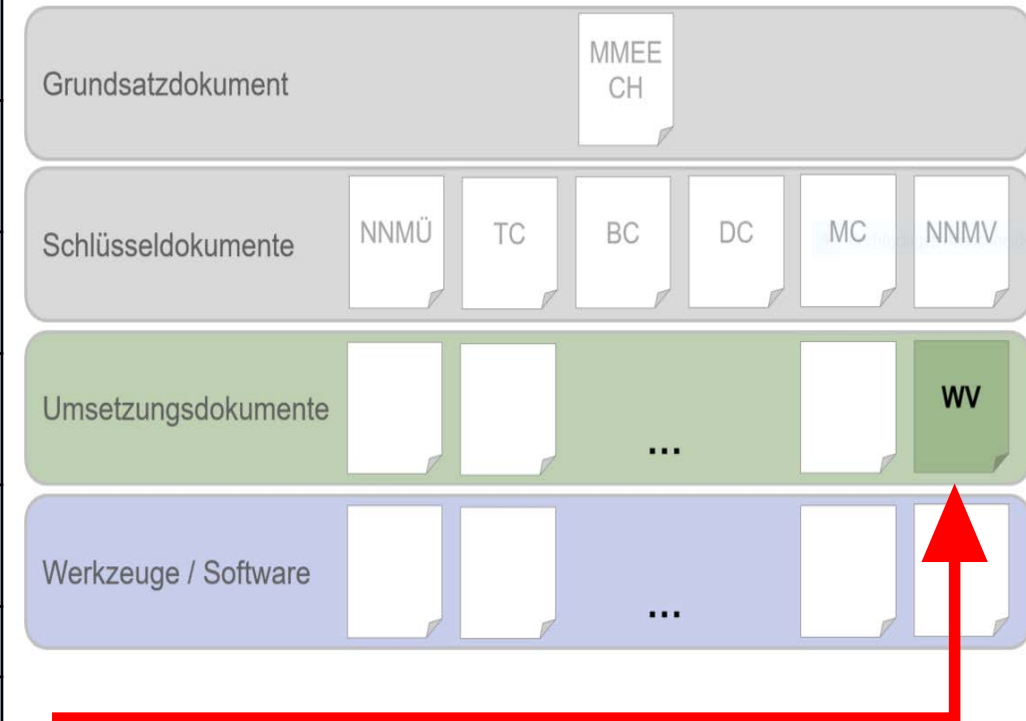 Grundsatzdokument
MMEE
CH
Schlüsseldokumente
NNMÜ
TC
BC
DC
MC
NNMV
Umsetzungsdokumente
...
WV
Werkzeuge / Software
...